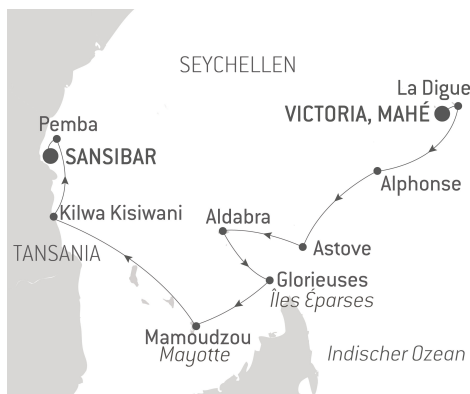 SEYCHELLEN
La Digue
VICTORIA, MAHÉ
Pemba
SANSIBAR
Alphonse
Kilwa Kisiwani
Aldabra
Astove
TANSANIA
Glorieuses
Îles Éparses
Mamoudzou
Mayotte
Indischer Ozean